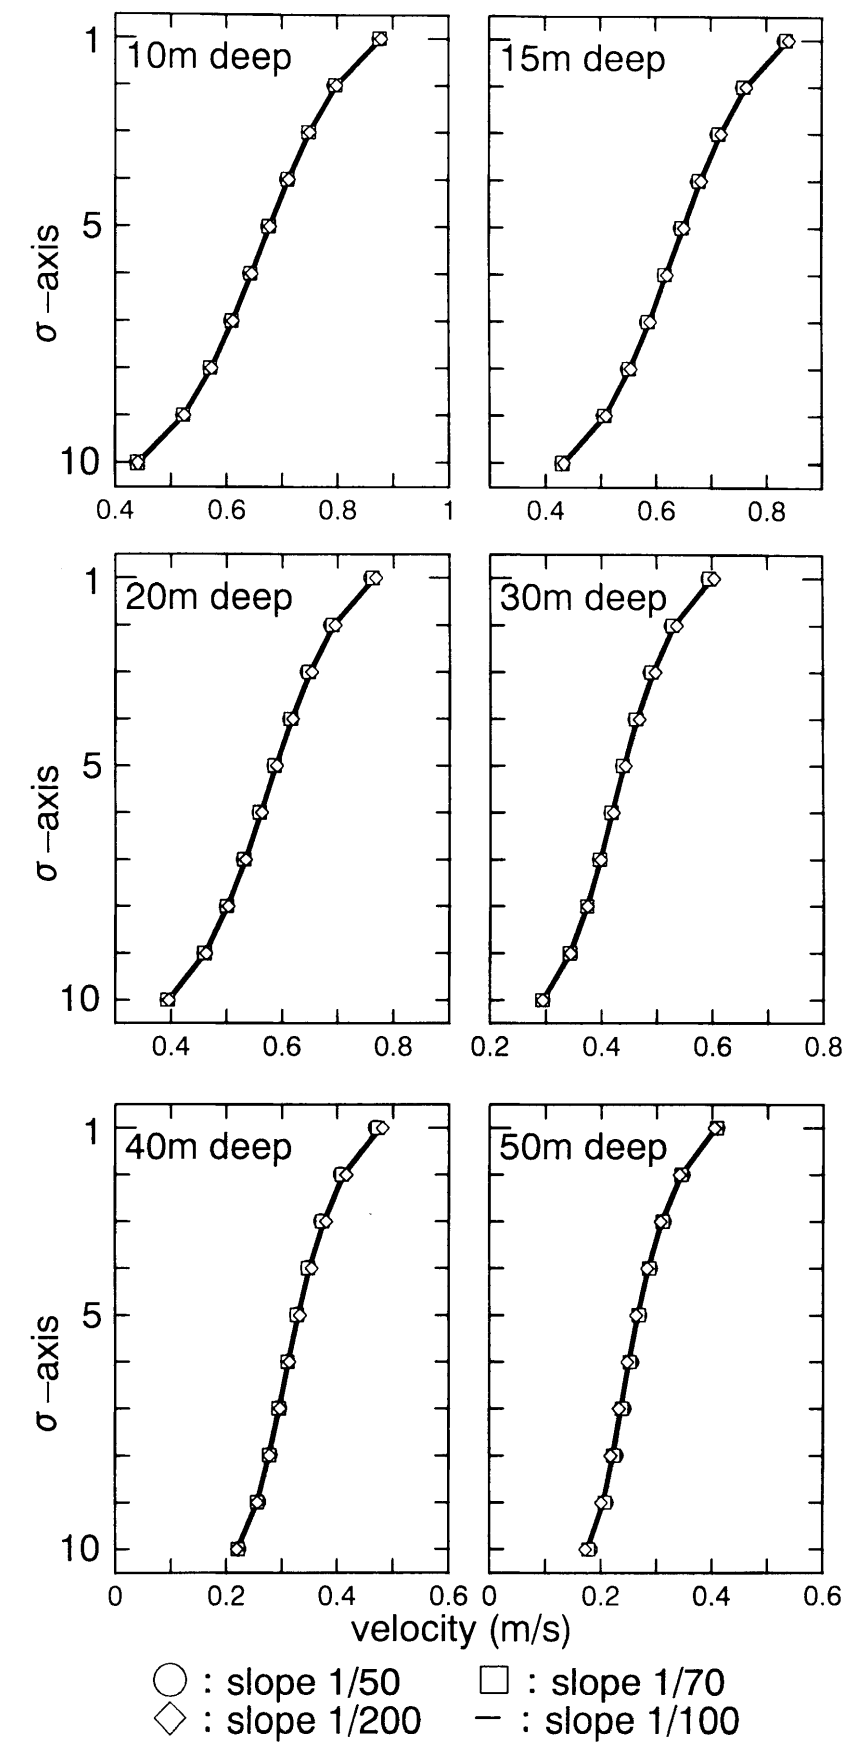 10m deep
15m deep
1
5
10
σ –axis
0.4 0.6 0.8 1
0.4 0.6 0.8
20m deep
30m deep
1
5
10
σ –axis
0.4 0.6 0.8
0.2 0.4 0.6 0.8
40m deep
50m deep
1
5
10
σ –axis
0 0.2 0.4 0.6
0 0.2 0.4 0.6
velocity (m/s)
: slope 1/50
: slope 1/70
: slope 1/200
– : slope 1/100